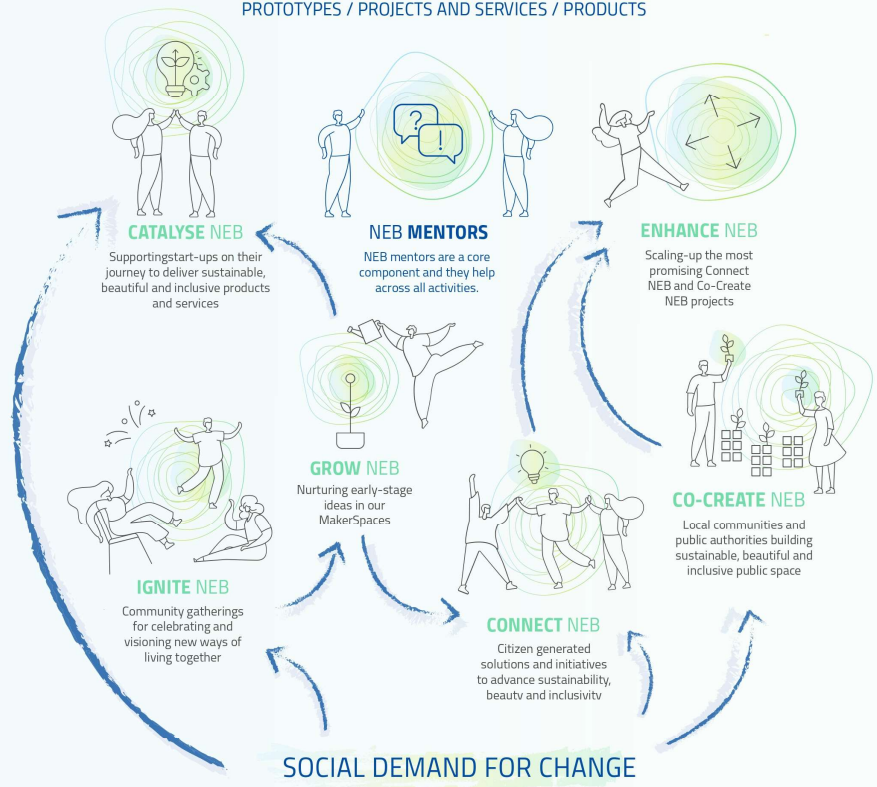 PROTOTYPES / PROJECTS AND SERVICES / PRODUCTS
CATALYSE NEB
Supportingstart-ups on their
journey to deliver sustainable,
beautiful and inclusive products
and services
NEB MENTORS
NEB mentors are a core
component and they help
across all activities.
ENHANCE NEB
Scaling-up the most
promising Connect
NEB and Co-Create
NEB projects
?
!
GROW NEB
Nurturing early-stage
ideas in our
MakerSpaces
CO-CREATE NEB
Local communities and
public authorities building
sustainable, beautiful and
inclusive public space
IGNITE NEB
Community gatherings
for celebrating and
visioning new ways of
living together
CONNECT NEB
Citizen generated
solutions and initiatives
to advance sustainability,
beauty and inclusivity
SOCIAL DEMAND FOR CHANGE